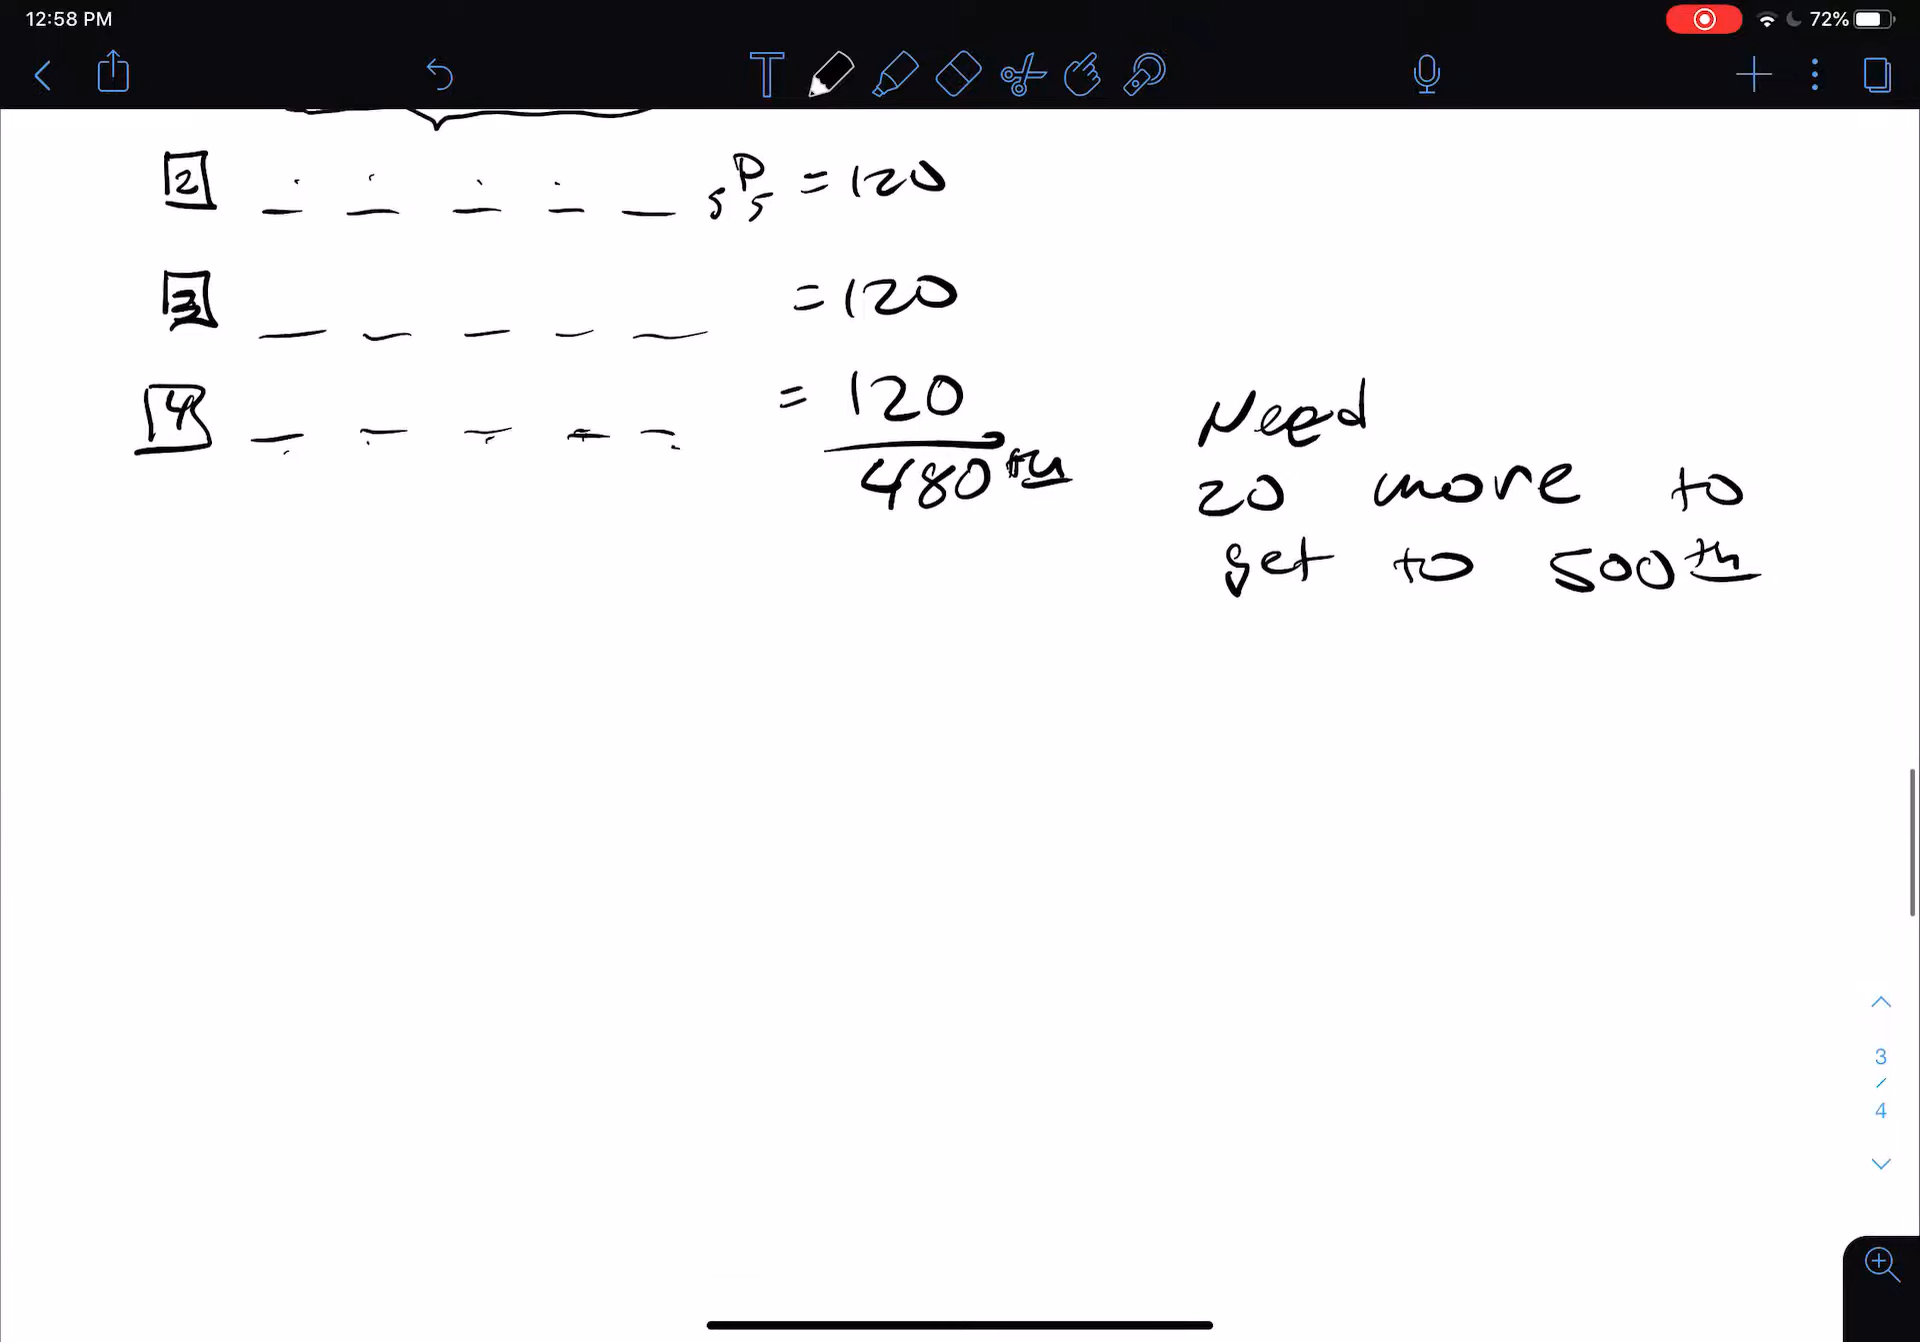 12:58 PM
72%
2 _ _ _ _ _ 5P5 = 120
3 _ _ _ _ _ = 120
4 _ _ _ _ _ = 120
480th
Need
20 more to
get to 500th
3
/
4